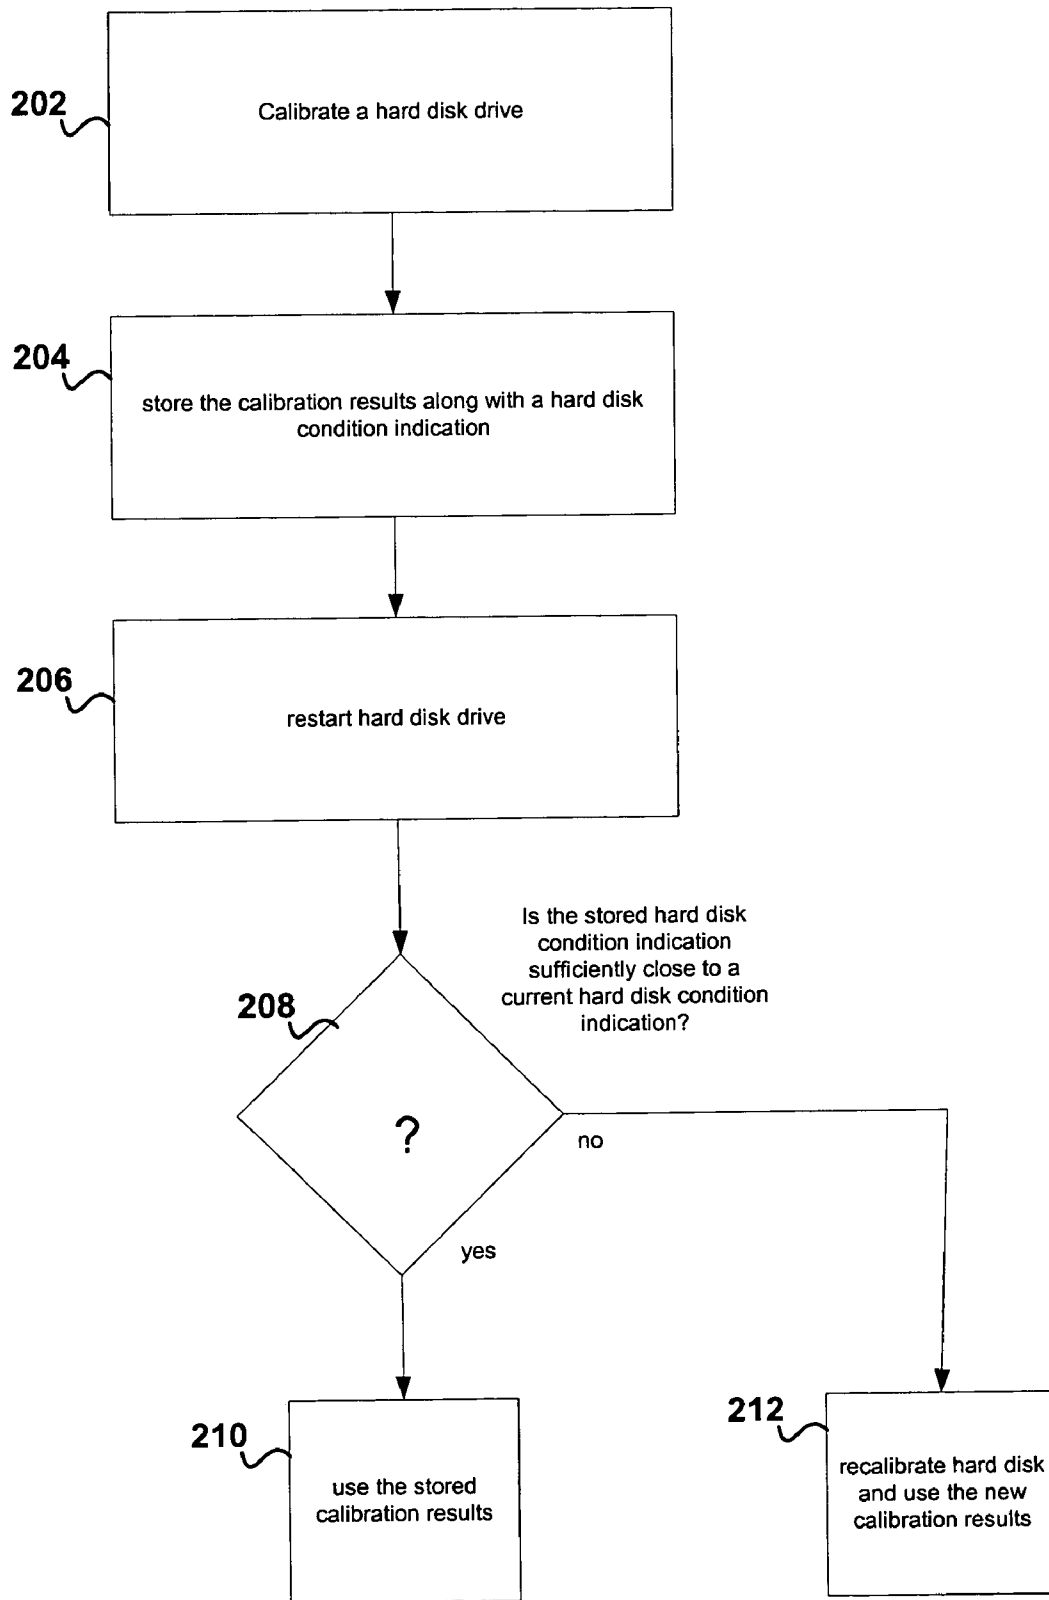 202
Calibrate a hard disk drive
204
store the calibration results along with a hard disk
condition indication
206
restart hard disk drive
Is the stored hard disk
condition indication
sufficiently close to a
current hard disk condition
indication?
208
?
no
yes
210
use the stored
calibration results
212
recalibrate hard disk
and use the new
calibration results